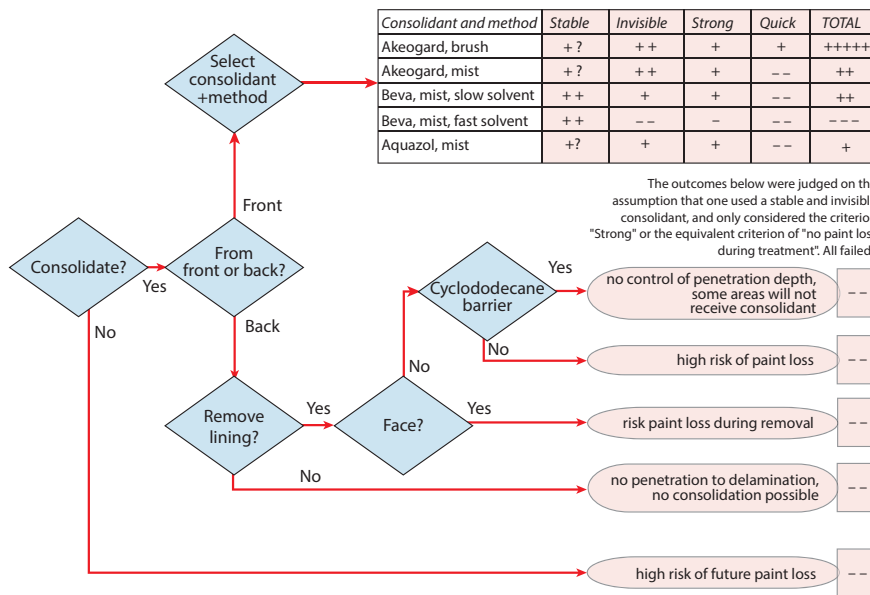 Consolidant and method Stable Invisible Strong Quick TOTAL
Akeogard, brush +? ++ + + +++++
Akeogard, mist +? ++ + -- ++
Beva, mist, slow solvent ++ + + -- ++
Beva, mist, fast solvent ++ -- - -- ---
Aquazol, mist +? + + -- +
Select
consolidant
+method
The outcomes below were judged on th
assumption that one used a stable and invisibl
consolidant, and only considered the criterio
"Strong" or the equivalent criterion of "no paint los
during treatment". All failed
Front
Consolidate?
Yes
From
front or back?
Cyclododecane
barrier
Yes
no control of penetration depth,
some areas will not
receive consolidant
--
No
Back
No
No
high risk of paint loss
--
Remove
lining?
Yes
Face?
Yes
risk paint loss during removal
--
No
no penetration to delamination,
no consolidation possible
--
high risk of future paint loss
--